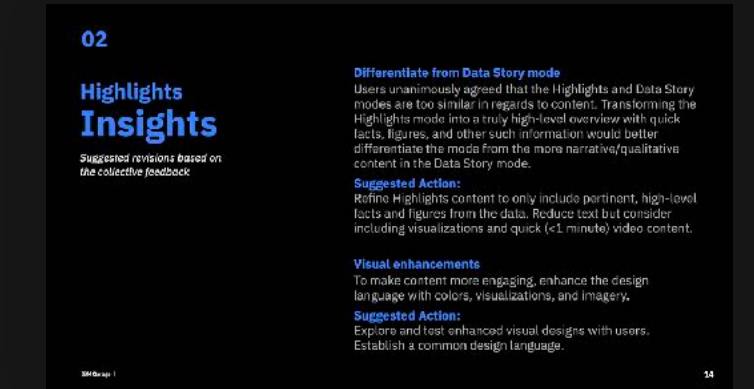 02
Highlights
Insights
Suggested revisions based on
the collective feedback
Differentiate from Data Story mode
Users unanimously agreed that the Highlights and Data Story
modes are too similar in regards to content. Transforming the
Highlights mode into a truly high-level overview with quick
facts, figures, and other such information would better
differentiate the mode from the more narrative/qualitative
content in the Data Story mode.
Suggested Action:
Refine Highlights content to only include pertinent, high-level
facts and figures from the data. Reduce text but consider
including visualizations and quick (<1 minute) video content.
Visual enhancements
To make content more engaging, enhance the design
language with colors, visualizations, and imagery.
Suggested Action:
Explore and test enhanced visual designs with users.
Establish a common design language.
IBM Garage |
14